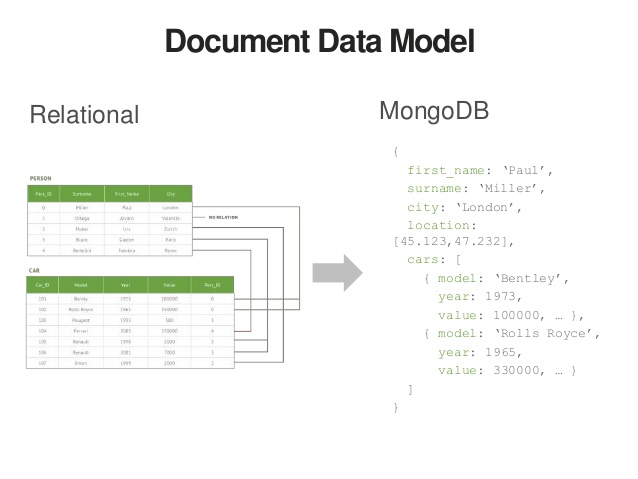 Document Data Model
Relational
MongoDB
PERSON
Pers_ID Surname First_Name City
0 Miller Paul London
1 Ortega Alvaro Valencia
NO RELATION
2 Huber Urs Zurich
3 Blanc Gaston Paris
4 Bertolini Fabrizio Rome
CAR
Car_ID Model Year Value Pers_ID
101 Bently 1973 100000 0
102 Rolls Royce 1965 330000 0
103 Peugeot 1993 500 3
104 Ferrari 2005 150000 4
105 Renault 1998 2000 3
106 Renault 2001 7000 3
107 Smart 1999 2000 2
{
first_name: ‘Paul’,
surname: ‘Miller’,
city: ‘London’,
location:
[45.123,47.232],
cars: [
{ model: ‘Bentley’,
year: 1973,
value: 100000, … },
{ model: ‘Rolls Royce’,
year: 1965,
value: 330000, … }
]
}